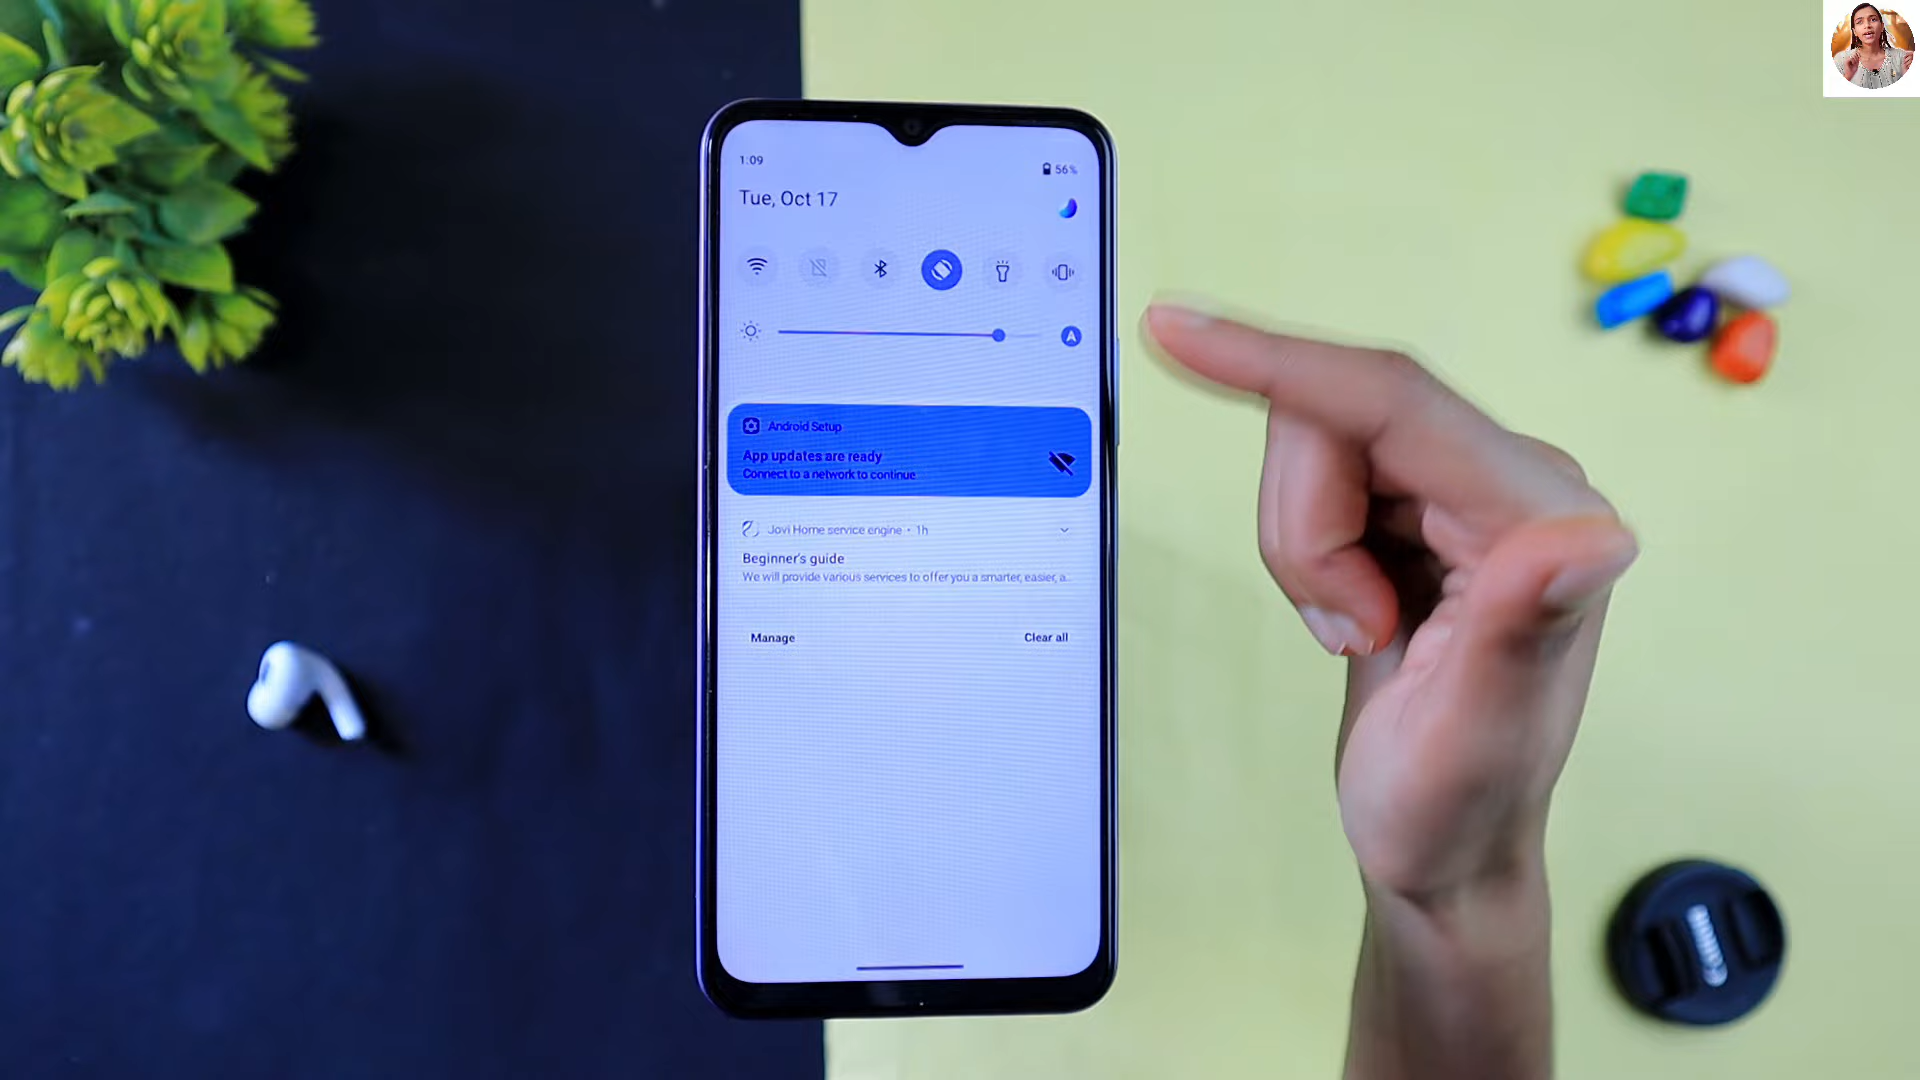 1:09
56%
Tue, Oct 17
A
Android Setup
App updates are ready
Connect to a network to continue
Jovi Home service engine • 1h
Beginner's guide
We will provide various services to offer you a smarter, easier, a...
Manage
Clear all
Canon